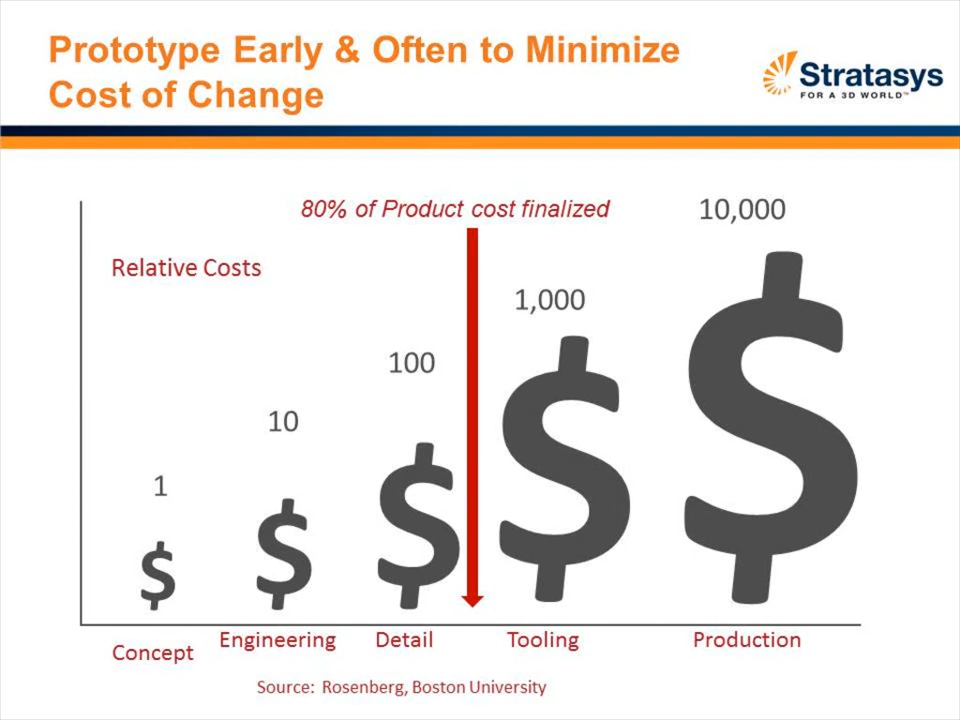 Prototype Early & Often to Minimize
Cost of Change
Stratasys
FOR A 3D WORLD™
80% of Product cost finalized
10,000
Relative Costs
1,000
100
10
1
$ $ $ $ $
Concept Engineering Detail Tooling Production
Source: Rosenberg, Boston University